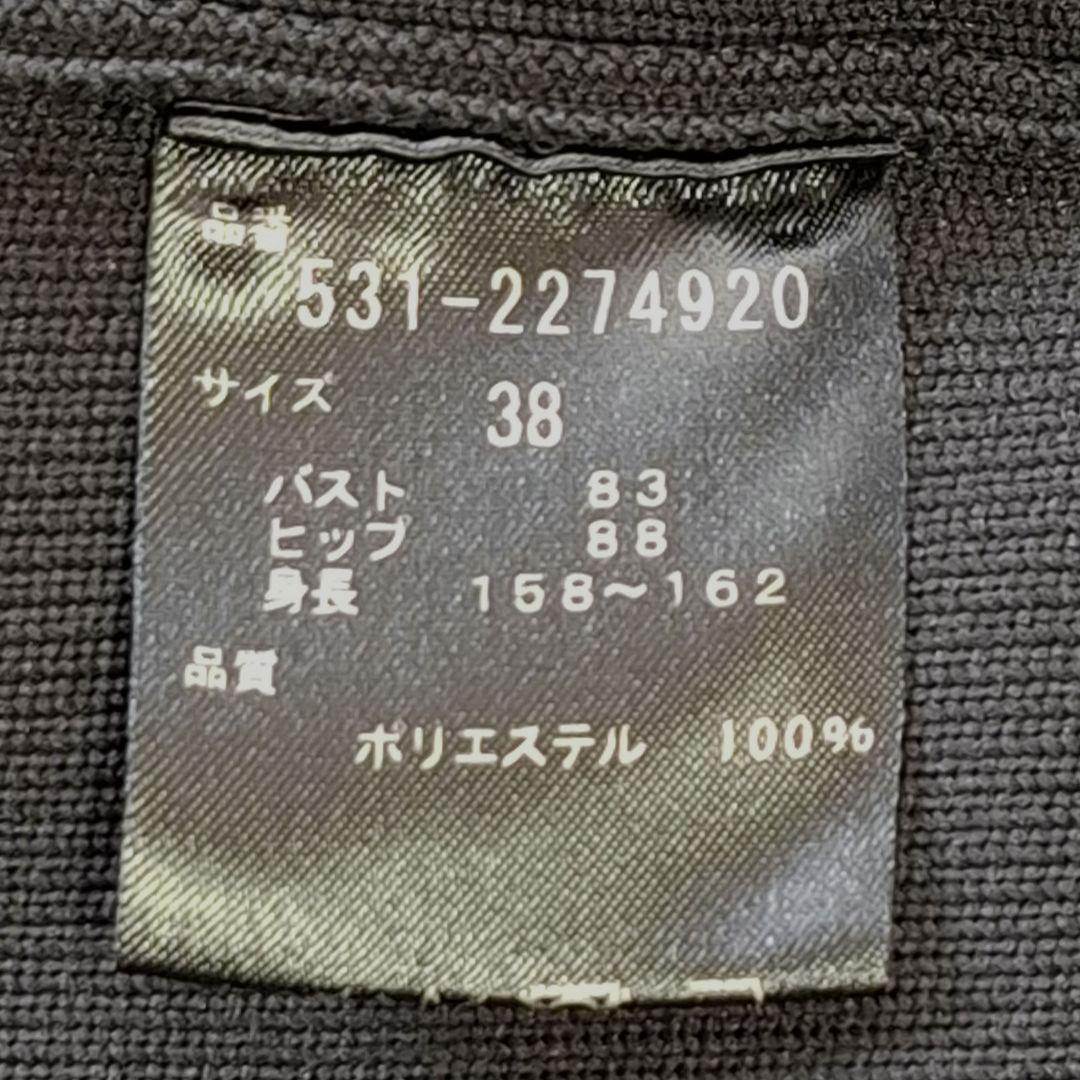 品番
531-2274920
サイズ 38
バスト 83
ヒップ 88
身長 158〜162
品質
ポリエステル 100%